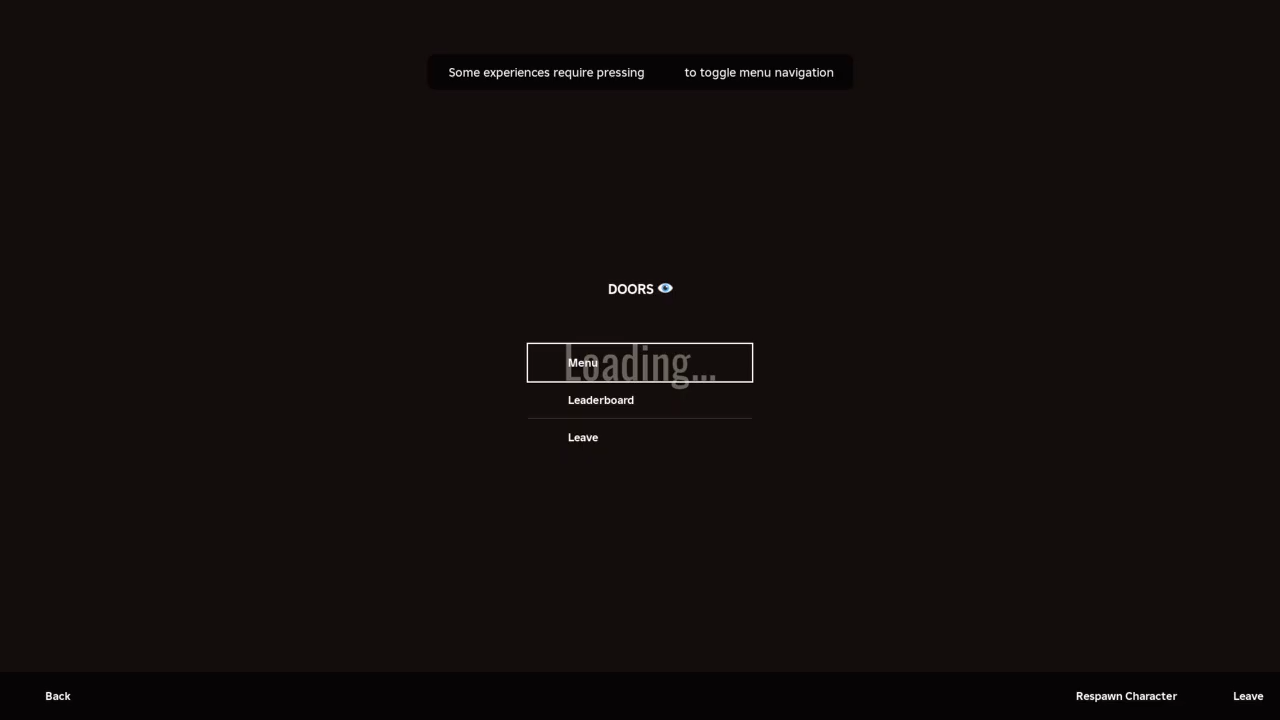 Some experiences require pressing to toggle menu navigation
DOORS
Loading...
Menu
Leaderboard
Leave
Back
Respawn Character
Leave